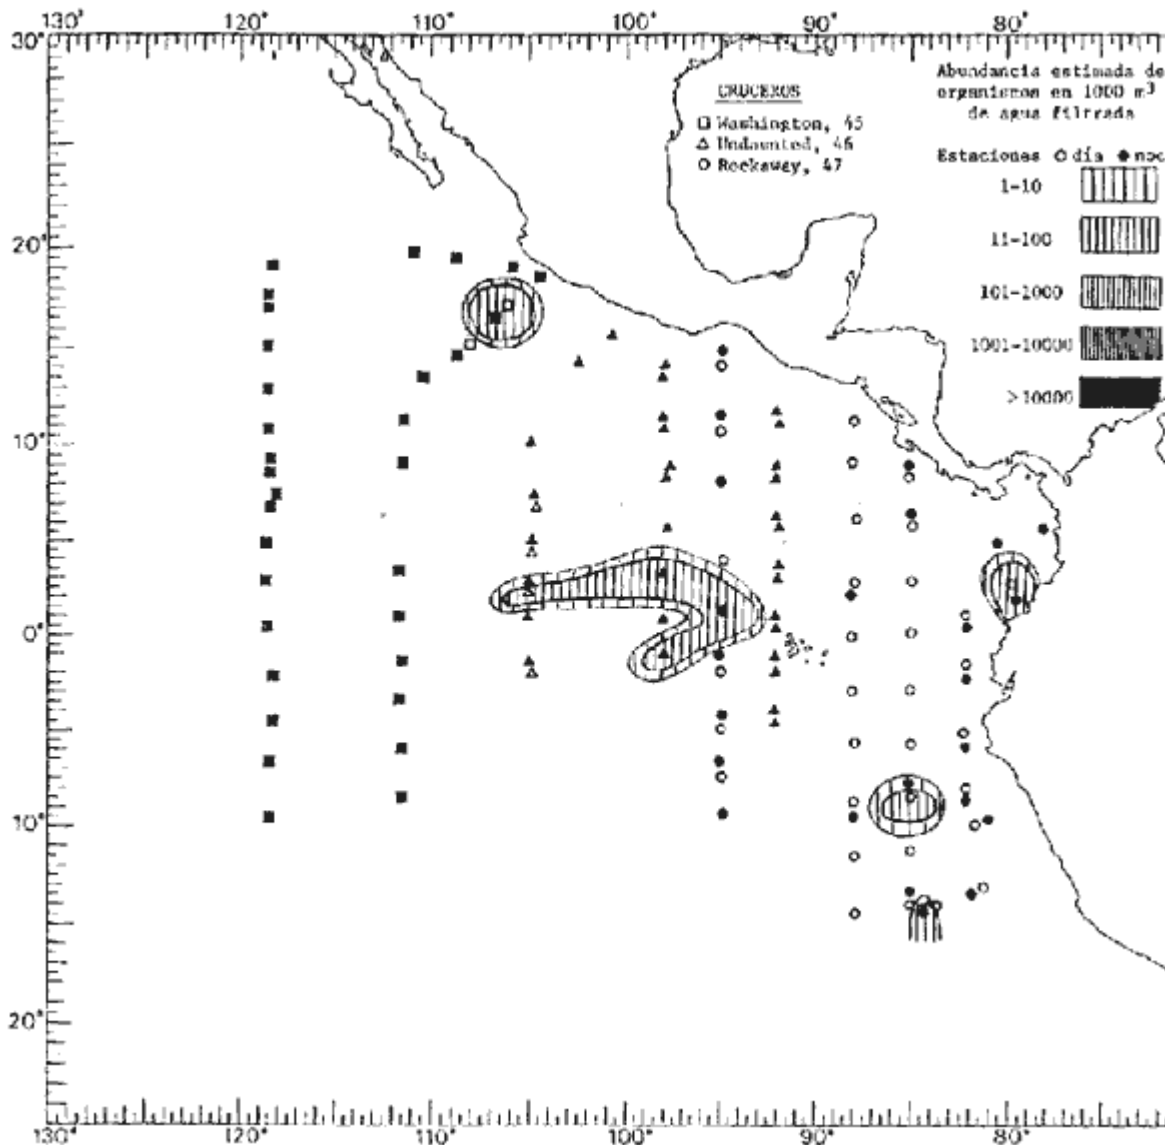 130° 120° 110° 100° 90° 80°
30°
20°
10°
0°
10°
20°
130° 120° 110° 100° 90° 80°
CRUCEROS
□ Washington, 45
△ Undaunted, 46
○ Rockaway, 47
Abundancia estimada de
organismos en 1000 m³
de agua filtrada
Estaciones ○ día ● noc
1-10
11-100
101-1000
1001-10000
>10000